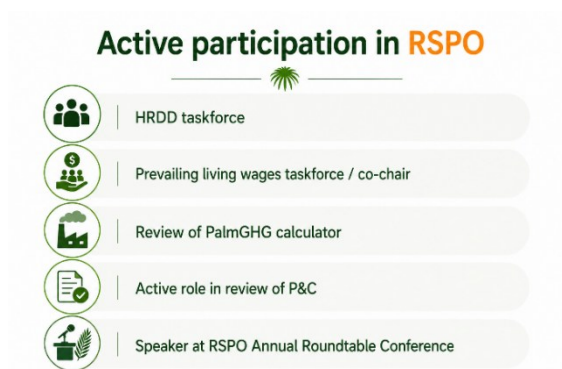 Active participation in RSPO
HRDD taskforce
$
Prevailing living wages taskforce / co-chair
Review of PalmGHG calculator
Active role in review of P&C
Speaker at RSPO Annual Roundtable Conference